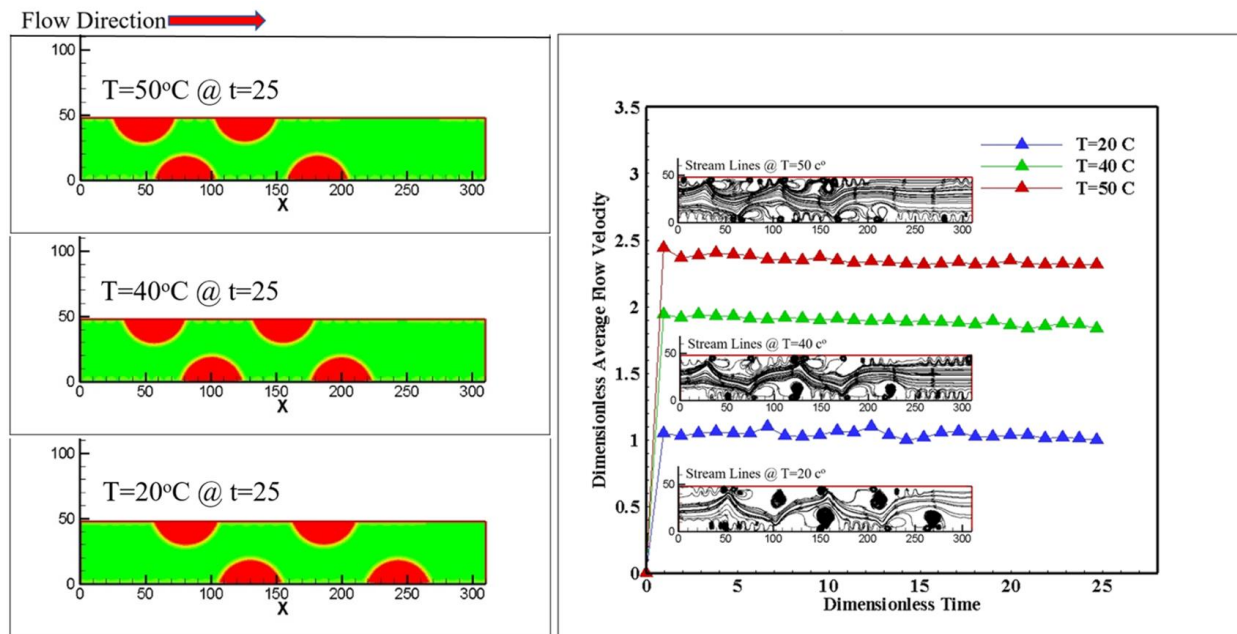 Flow Direction
100
T=50°C @ t=25
50
0
0 50 100 150 200 250 300
X
100
T=40°C @ t=25
50
0
0 50 100 150 200 250 300
X
100
T=20°C @ t=25
50
0
0 50 100 150 200 250 300
X
Dimensionless Average Flow Velocity
3.5
3
2.5
2
1.5
1
0.5
0
T=20 C
T=40 C
T=50 C
Stream Lines @ T=50 c°
50
0
0 50 100 150 200 250 300
Stream Lines @ T=40 c°
50
0
0 50 100 150 200 250 300
Stream Lines @ T=20 c°
50
0
0 50 100 150 200 250 300
0 5 10 15 20 25
Dimensionless Time